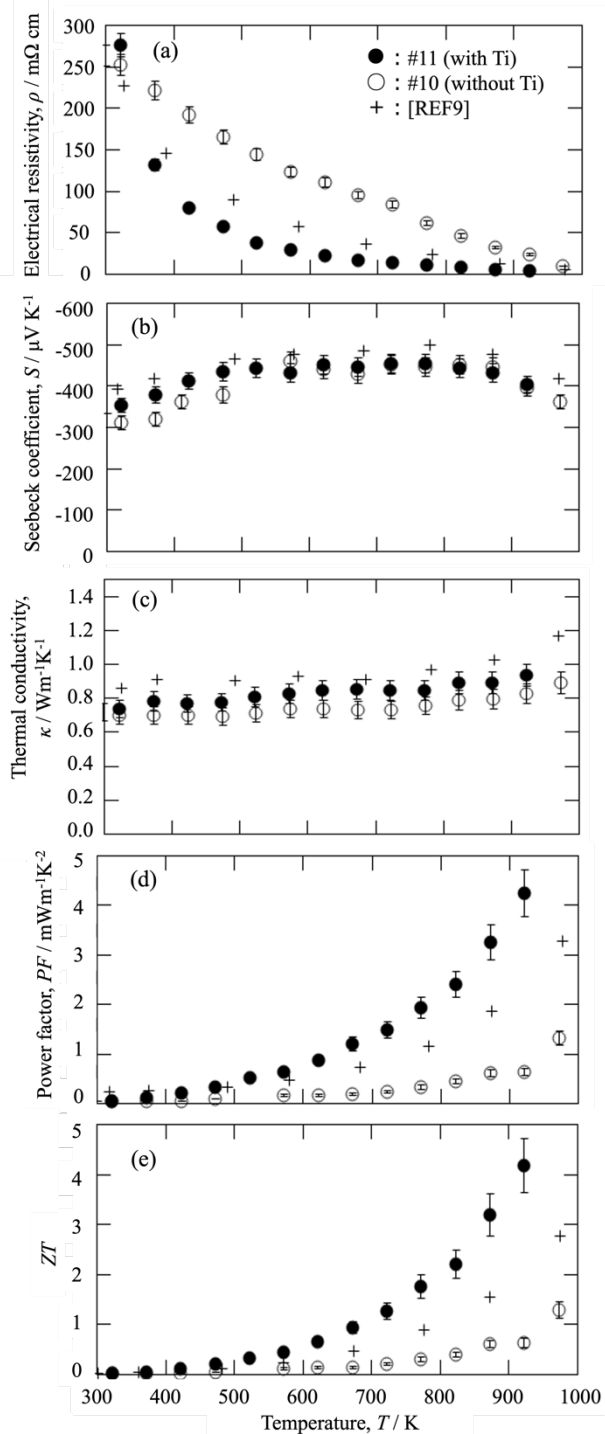 300
250
200
150
100
50
0
Electrical resistivity, ρ / mΩ cm
(a)
● : #11 (with Ti)
○ : #10 (without Ti)
+ : [REF9]
-600
-500
-400
-300
-200
-100
0
Seebeck coefficient, S / μV K-1
(b)
1.4
1.2
1.0
0.8
0.6
0.4
0.2
0.0
Thermal conductivity,
κ / Wm-1K-1
(c)
5
4
3
2
1
0
Power factor, PF / mWm-1K-2
(d)
5
4
3
2
1
0
ZT
(e)
300 400 500 600 700 800 900 1000
Temperature, T / K